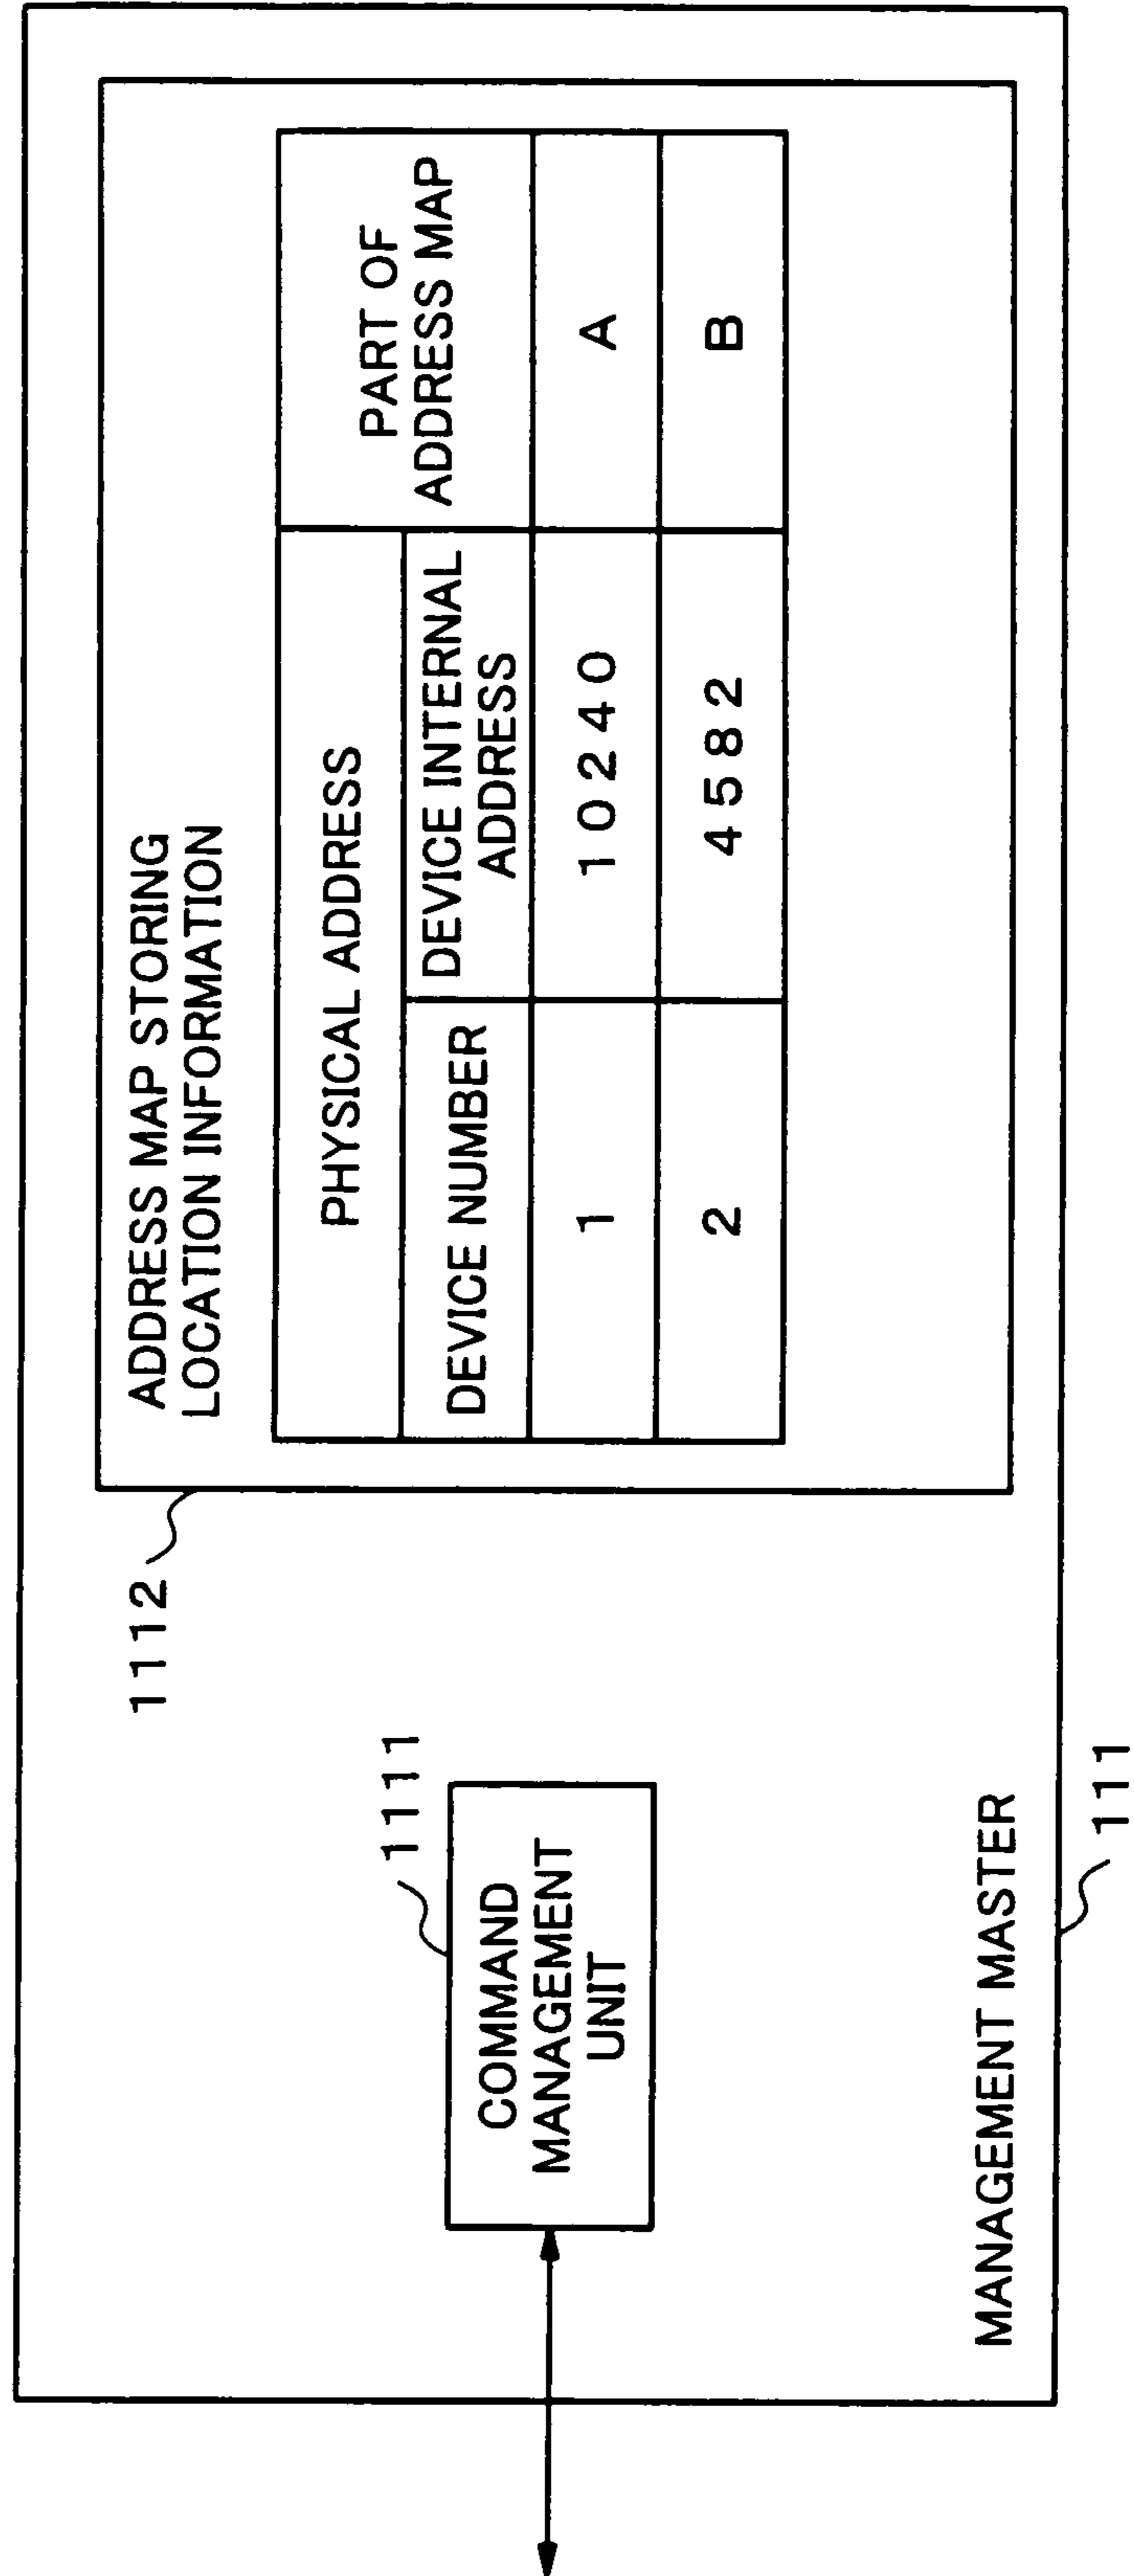 1112
ADDRESS MAP STORING
LOCATION INFORMATION
PHYSICAL ADDRESS
PART OF
ADDRESS MAP
DEVICE NUMBER
DEVICE INTERNAL
ADDRESS
1 10240 A
2 4582 B
1111
COMMAND
MANAGEMENT
UNIT
MANAGEMENT MASTER
111